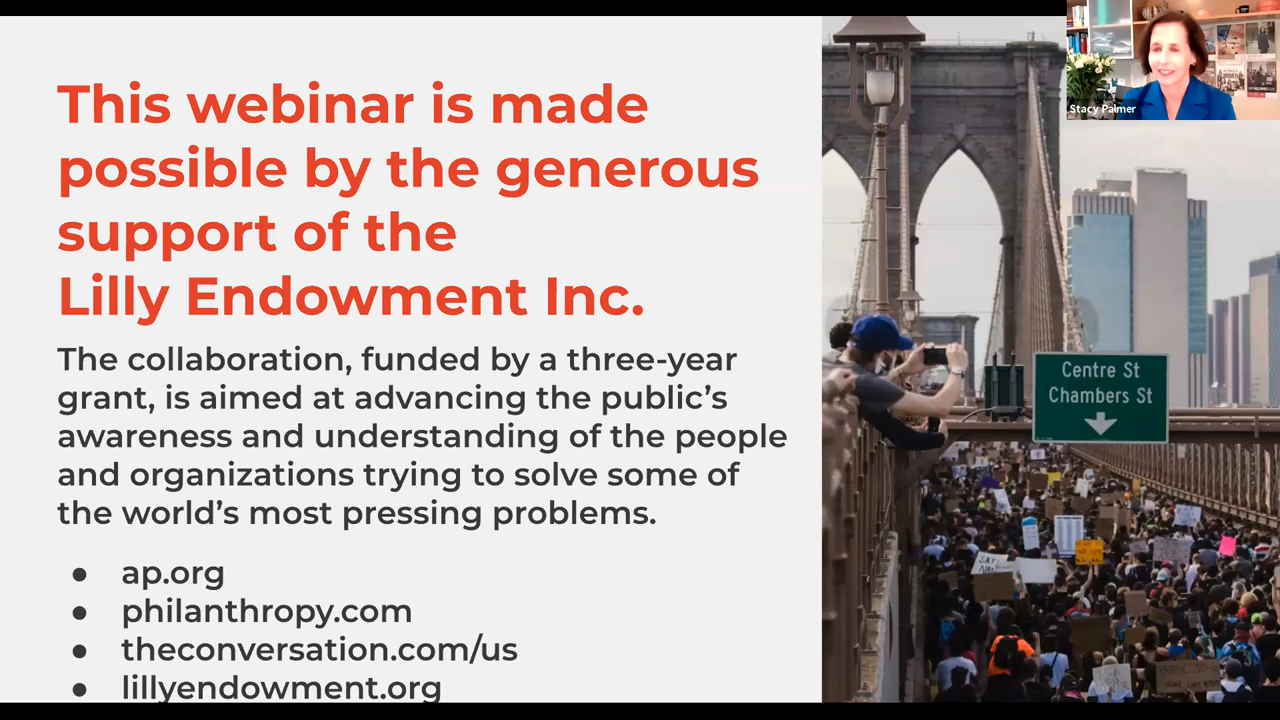 This webinar is made
possible by the generous
support of the
Lilly Endowment Inc.
The collaboration, funded by a three-year
grant, is aimed at advancing the public's
awareness and understanding of the people
and organizations trying to solve some of
the world's most pressing problems.
● ap.org
● philanthropy.com
● theconversation.com/us
● lillyendowment.org
Stacy Palmer
Centre St
Chambers St